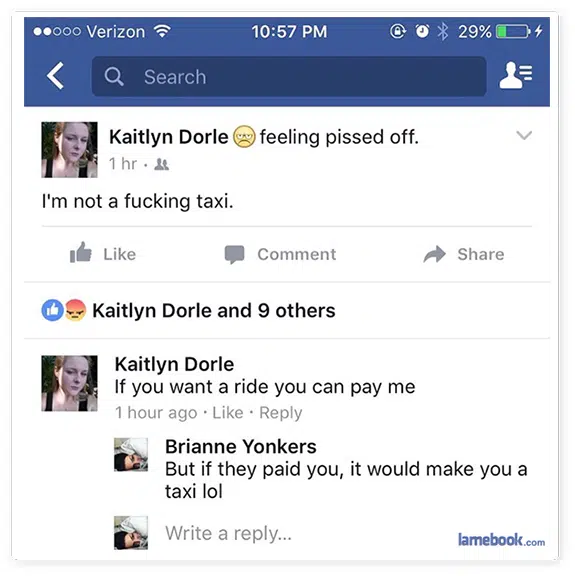 Verizon 10:57 PM 29%
Search
Kaitlyn Dorle feeling pissed off.
1 hr ·
I'm not a fucking taxi.
Like Comment Share
Kaitlyn Dorle and 9 others
Kaitlyn Dorle
If you want a ride you can pay me
1 hour ago · Like · Reply
Brianne Yonkers
But if they paid you, it would make you a
taxi lol
Write a reply...
lamebook.com